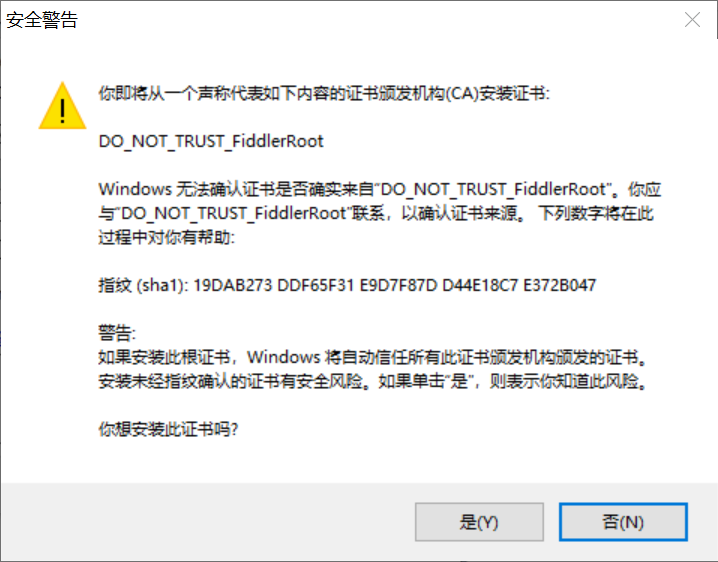 安全警告
你即将从一个声称代表如下内容的证书颁发机构(CA)安装证书:
DO_NOT_TRUST_FiddlerRoot
Windows 无法确认证书是否确实来自“DO_NOT_TRUST_FiddlerRoot”。你应
与“DO_NOT_TRUST_FiddlerRoot”联系，以确认证书来源。 下列数字将在此
过程中对你有帮助:
指纹 (sha1): 19DAB273 DDF65F31 E9D7F87D D44E18C7 E372B047
警告:
如果安装此根证书，Windows 将自动信任所有此证书颁发机构颁发的证书。
安装未经指纹确认的证书有安全风险。如果单击“是”，则表示你知道此风险。
你想安装此证书吗?
是(Y)
否(N)